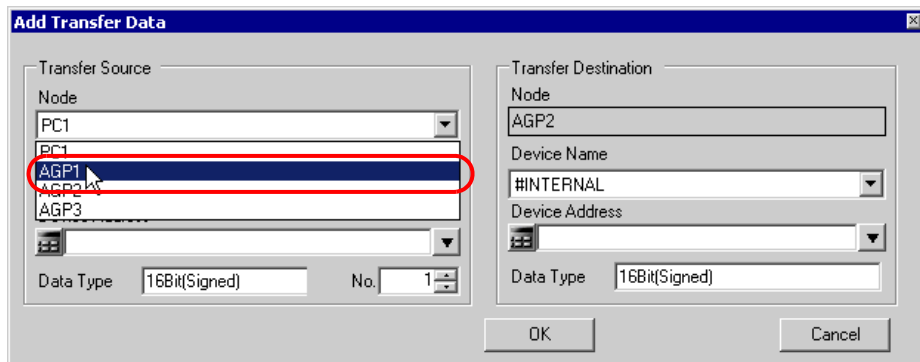 Add Transfer Data
Transfer Source
Node
PC1
PC1
AGP1
AGP2
AGP3
Data Type 16Bit(Signed) No. 1
Transfer Destination
Node
AGP2
Device Name
#INTERNAL
Device Address
Data Type 16Bit(Signed)
OK Cancel